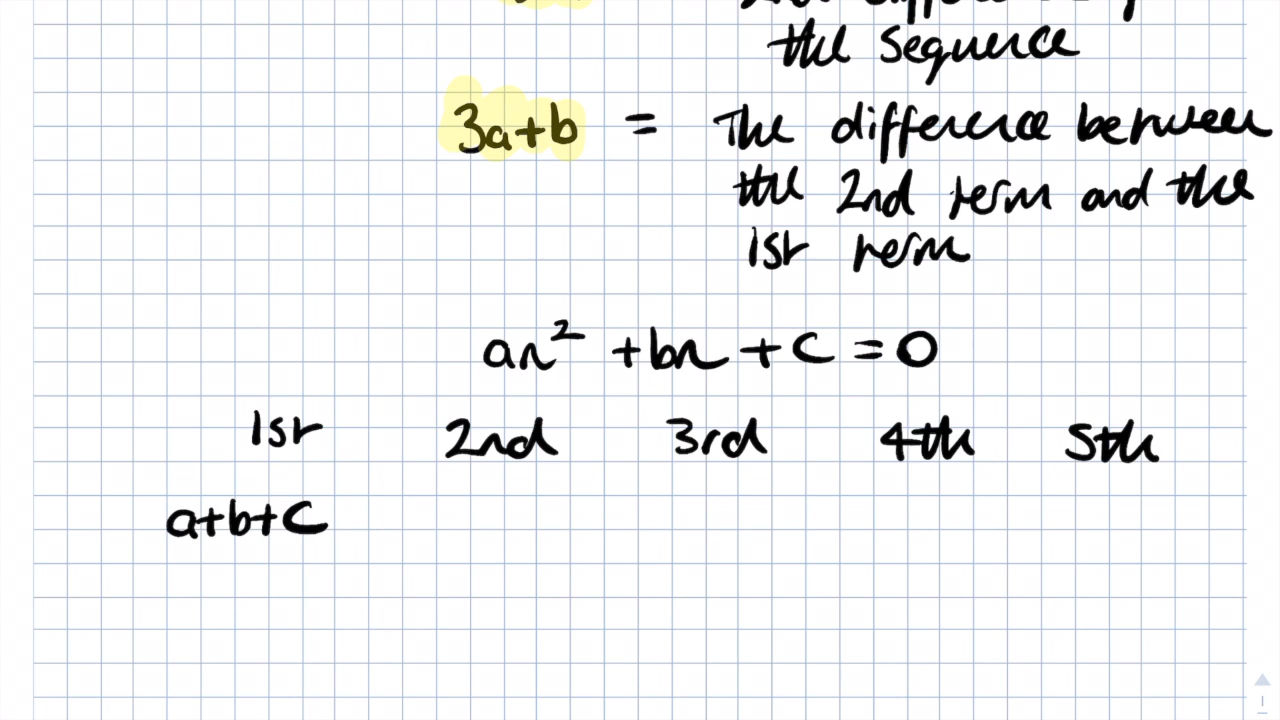 the sequence
3a+b = The difference between
the 2nd term and the
1st term
an² + bn + c = 0
1st 2nd 3rd 4th 5th
a+b+c